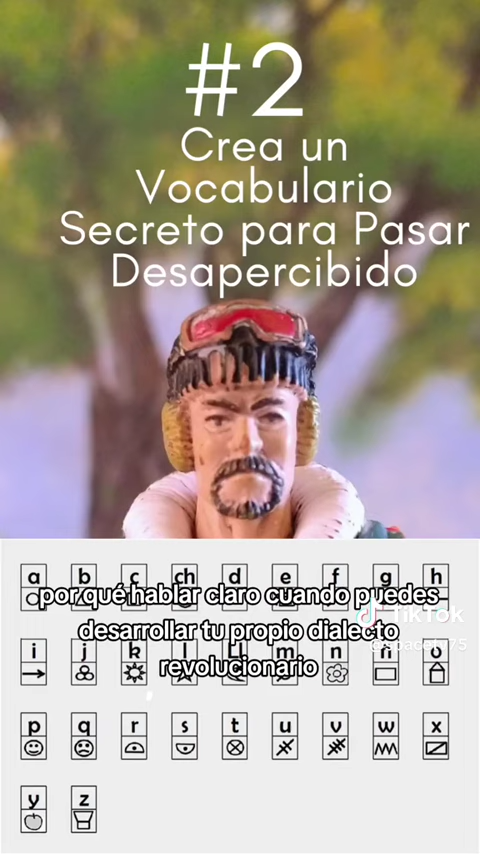 #2
Crea un
Vocabulario
Secreto para Pasar
Desapercibido
a b c ch d e f g h
por qué hablar claro cuando puedes
TikTok
desarrollar tu propio dialecto
i j k l
revolucionario
p q r s t u v w x
y z